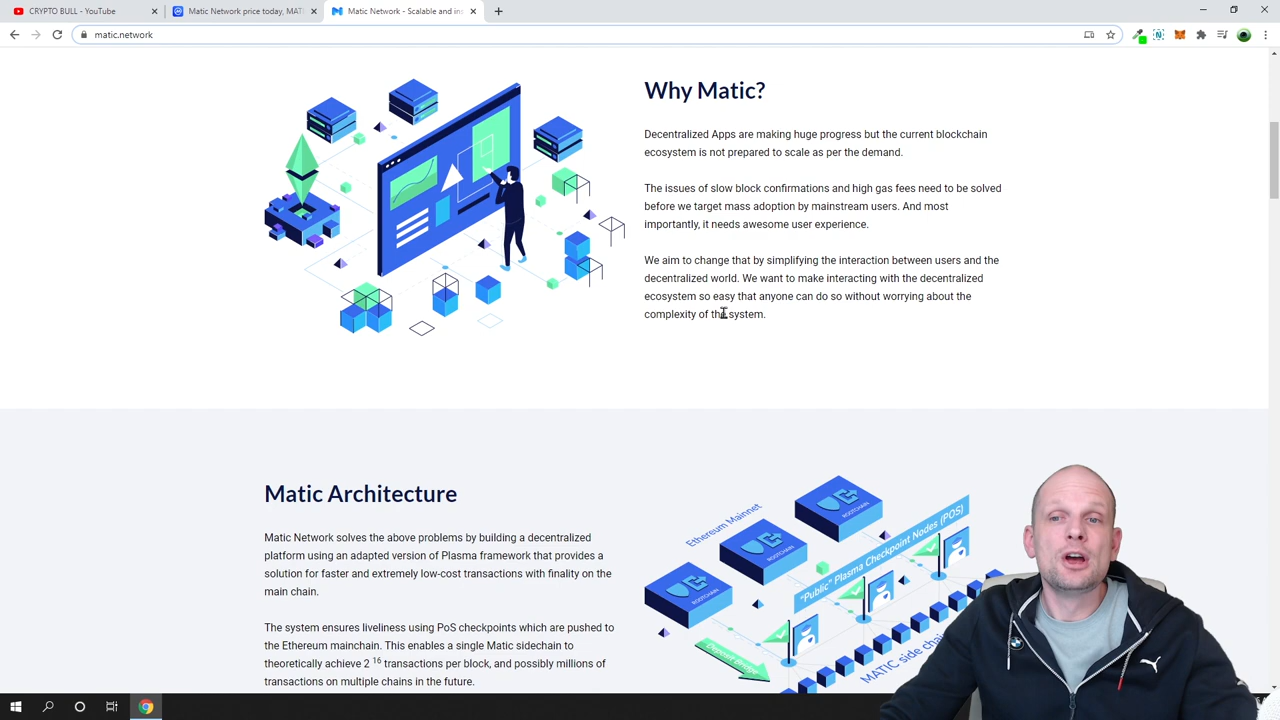 CRYPTO BULL - YouTube
Matic Network price today, MATI
Matic Network - Scalable and ins
matic.network
Why Matic?
Decentralized Apps are making huge progress but the current blockchain
ecosystem is not prepared to scale as per the demand.
The issues of slow block confirmations and high gas fees need to be solved
before we target mass adoption by mainstream users. And most
importantly, it needs awesome user experience.
We aim to change that by simplifying the interaction between users and the
decentralized world. We want to make interacting with the decentralized
ecosystem so easy that anyone can do so without worrying about the
complexity of the system.
Matic Architecture
Matic Network solves the above problems by building a decentralized
platform using an adapted version of Plasma framework that provides a
solution for faster and extremely low-cost transactions with finality on the
main chain.
The system ensures liveliness using PoS checkpoints which are pushed to
the Ethereum mainchain. This enables a single Matic sidechain to
theoretically achieve 2 16 transactions per block, and possibly millions of
transactions on multiple chains in the future.
Ethereum Mainnet
ROOTCHAIN
ROOTCHAIN
ROOTCHAIN
"Public" Plasma Checkpoint Nodes (POS)
Deposit Bridge
MATIC side chai